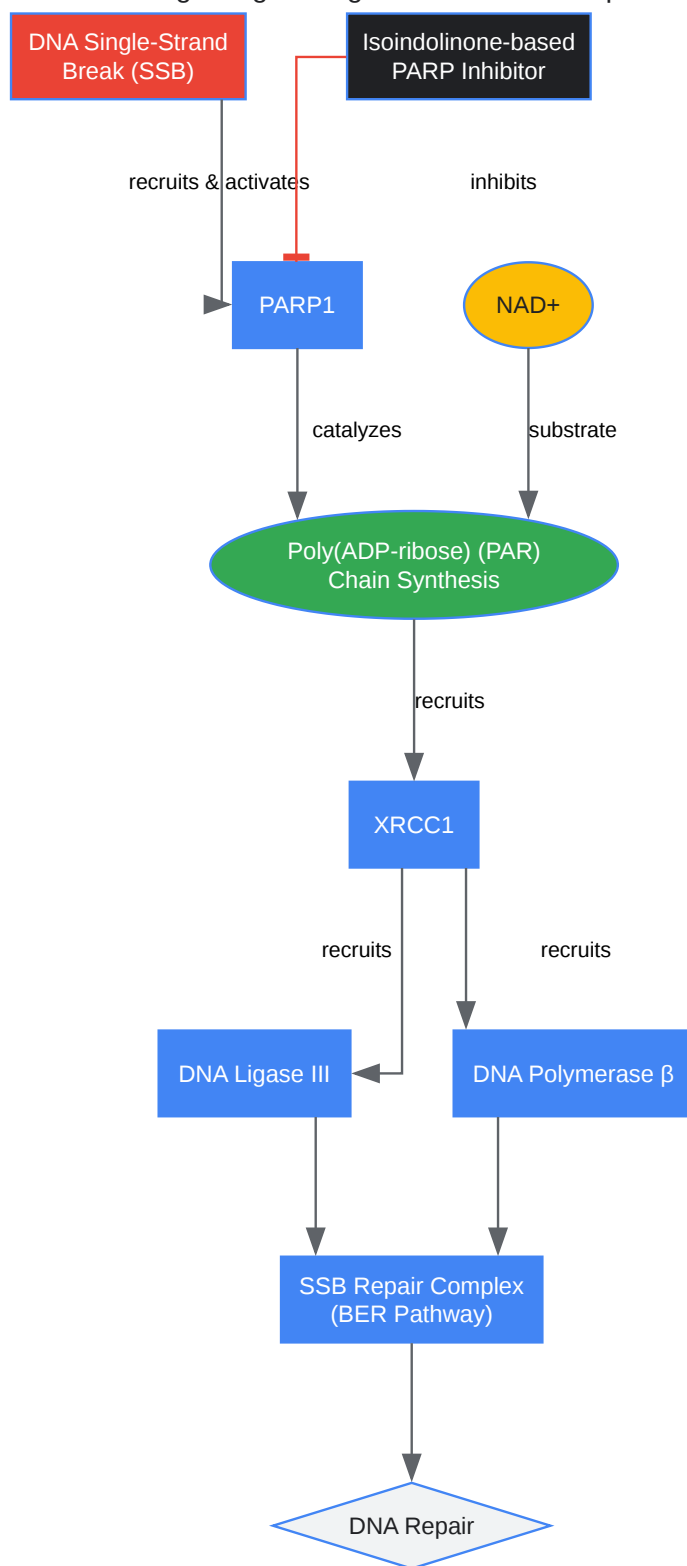 DNA Single-Strand
Break (SSB)
Isoindolinone-based
PARP Inhibitor
recruits & activates
inhibits
PARP1
NAD+
catalyzes
substrate
Poly(ADP-ribose) (PAR)
Chain Synthesis
recruits
XRCC1
recruits
recruits
DNA Ligase III
DNA Polymerase β
SSB Repair Complex
(BER Pathway)
DNA Repair